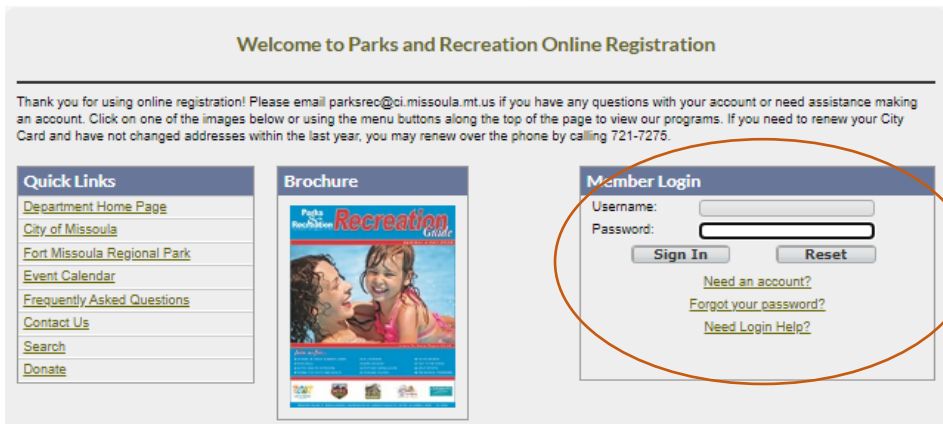 Welcome to Parks and Recreation Online Registration
Thank you for using online registration! Please email parksrec@ci.missoula.mt.us if you have any questions with your account or need assistance making
an account. Click on one of the images below or using the menu buttons along the top of the page to view our programs. If you need to renew your City
Card and have not changed addresses within the last year, you may renew over the phone by calling 721-7275.
Quick Links
Department Home Page
City of Missoula
Fort Missoula Regional Park
Event Calendar
Frequently Asked Questions
Contact Us
Search
Donate
Brochure
Parks & Recreation
Recreation
Guide
Member Login
Username:
Password:
Sign In Reset
Need an account?
Forgot your password?
Need Login Help?